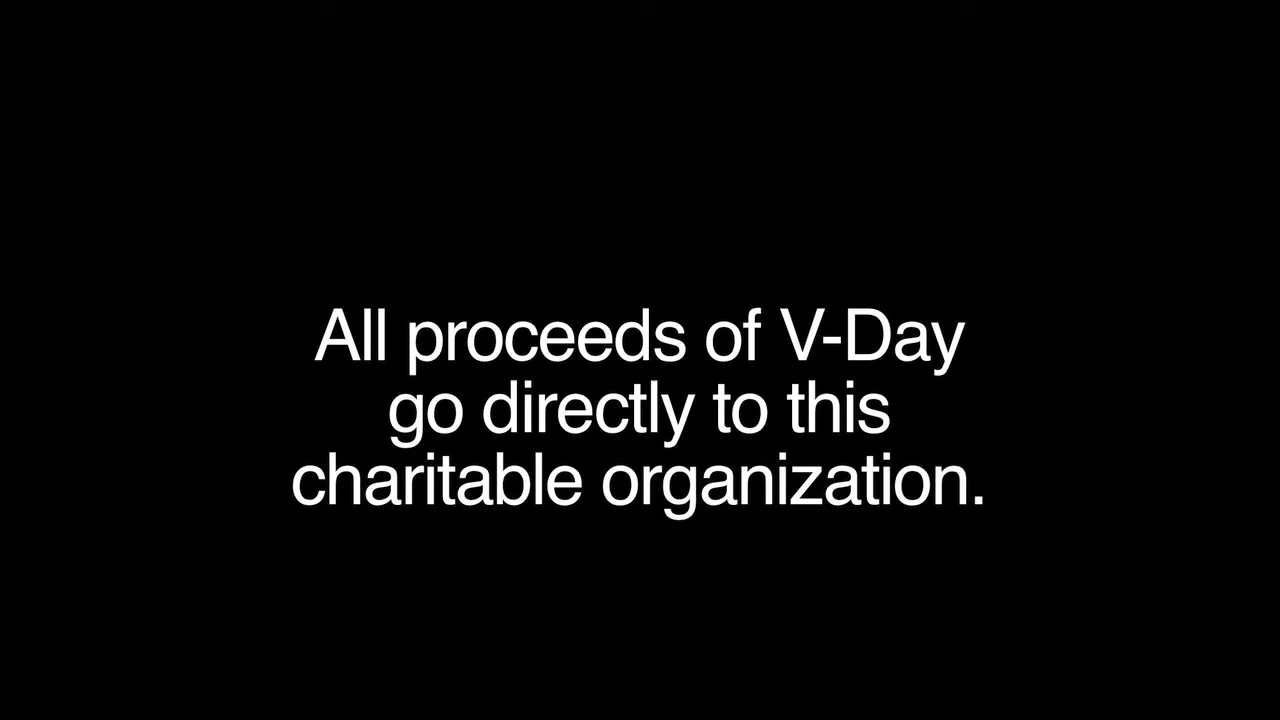 All proceeds of V-Day
go directly to this
charitable organization.